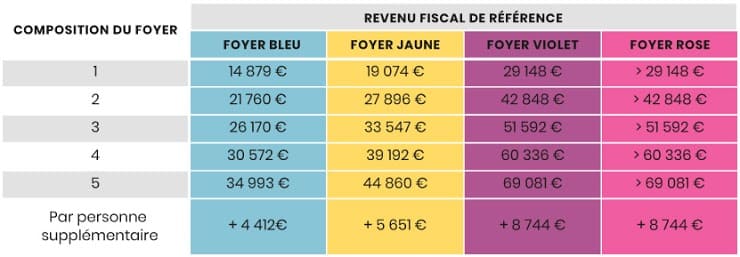 COMPOSITION DU FOYER
REVENU FISCAL DE RÉFÉRENCE
FOYER BLEU FOYER JAUNE FOYER VIOLET FOYER ROSE
1 14 879 € 19 074 € 29 148 € > 29 148 €
2 21 760 € 27 896 € 42 848 € > 42 848 €
3 26 170 € 33 547 € 51 592 € > 51 592 €
4 30 572 € 39 192 € 60 336 € > 60 336 €
5 34 993 € 44 860 € 69 081 € > 69 081 €
Par personne
supplémentaire
+ 4 412€ + 5 651 € + 8 744 € + 8 744 €